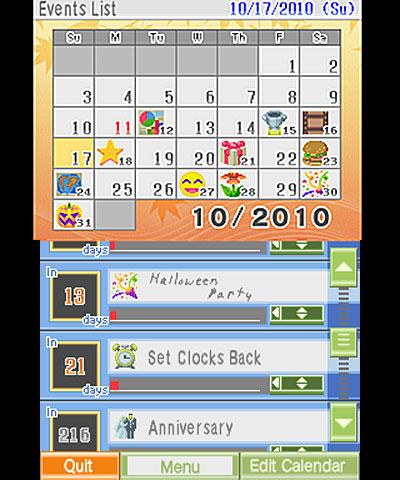 Events List 10/17/2010 (Su)
Su M Tu W Th F Sa
1 2
3 4 5 6 7 8 9
10 11 12 13 14 15 16
17 18 19 20 21 22 23
24 25 26 27 28 29 30
31
10/2010
days
In
13
days
Halloween
Party
In
21
days
Set Clocks Back
In
216
Anniversary
Quit Menu Edit Calendar